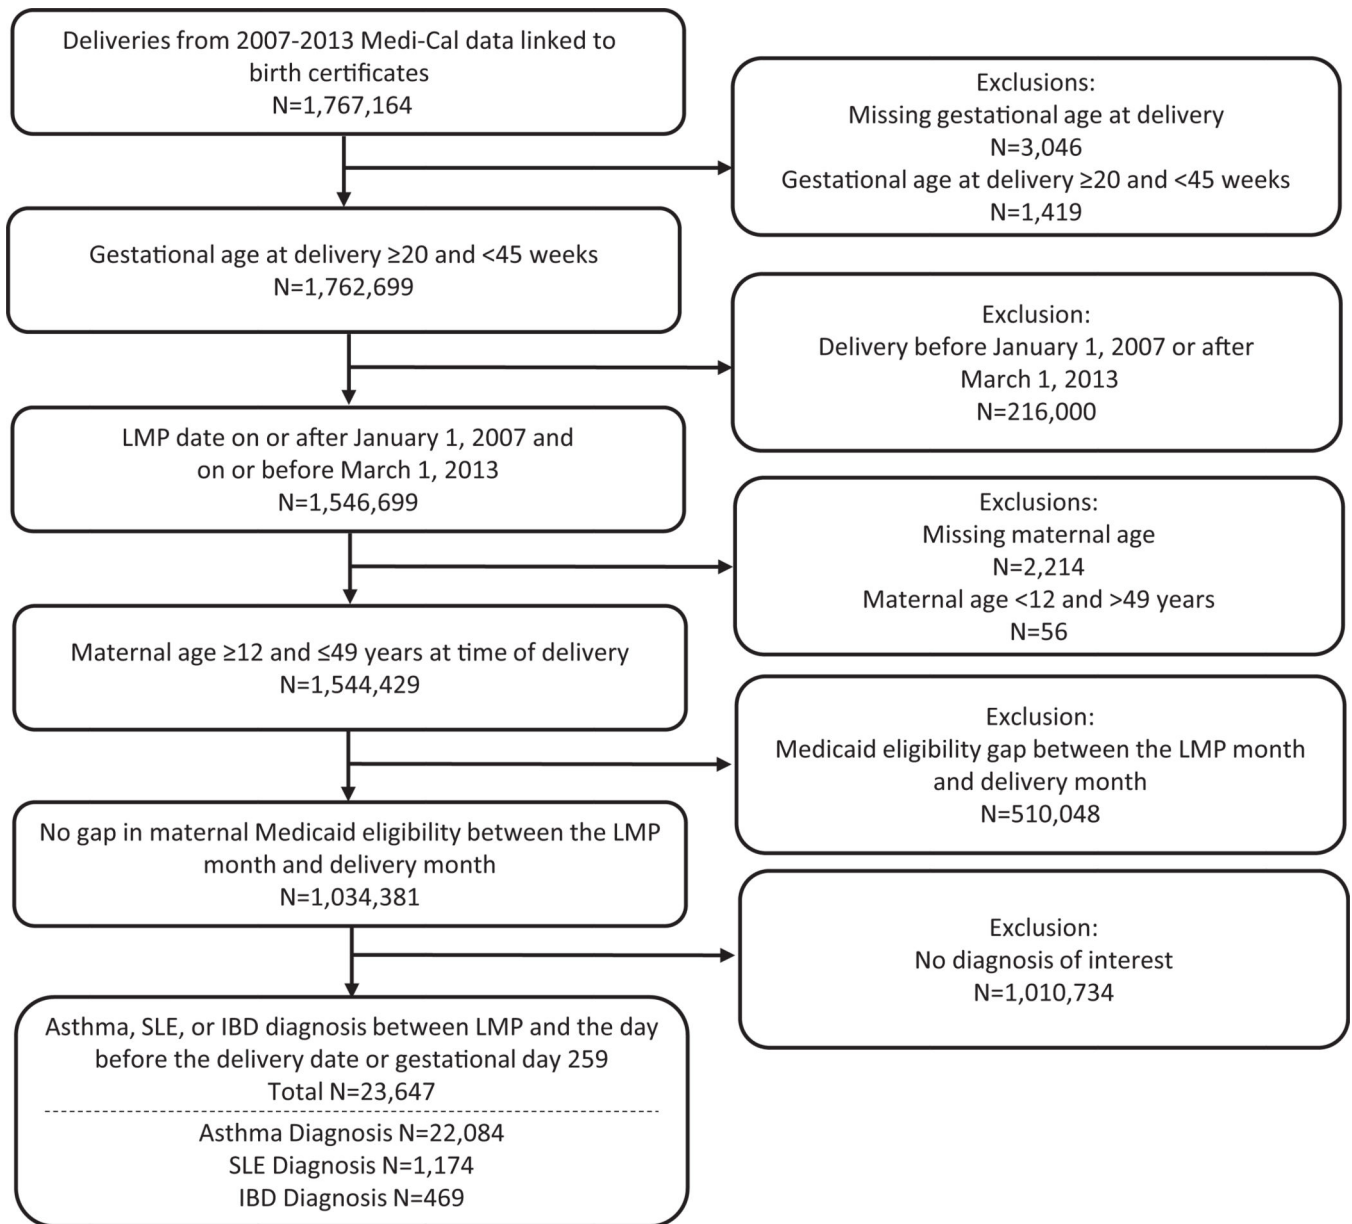 Deliveries from 2007-2013 Medi-Cal data linked to
birth certificates
N=1,767,164
Exclusions:
Missing gestational age at delivery
N=3,046
Gestational age at delivery ≥20 and <45 weeks
N=1,419
Gestational age at delivery ≥20 and <45 weeks
N=1,762,699
Exclusion:
Delivery before January 1, 2007 or after
March 1, 2013
N=216,000
LMP date on or after January 1, 2007 and
on or before March 1, 2013
N=1,546,699
Exclusions:
Missing maternal age
N=2,214
Maternal age <12 and >49 years
N=56
Maternal age ≥12 and ≤49 years at time of delivery
N=1,544,429
Exclusion:
Medicaid eligibility gap between the LMP month
and delivery month
N=510,048
No gap in maternal Medicaid eligibility between the LMP
month and delivery month
N=1,034,381
Exclusion:
No diagnosis of interest
N=1,010,734
Asthma, SLE, or IBD diagnosis between LMP and the day
before the delivery date or gestational day 259
Total N=23,647
Asthma Diagnosis N=22,084
SLE Diagnosis N=1,174
IBD Diagnosis N=469